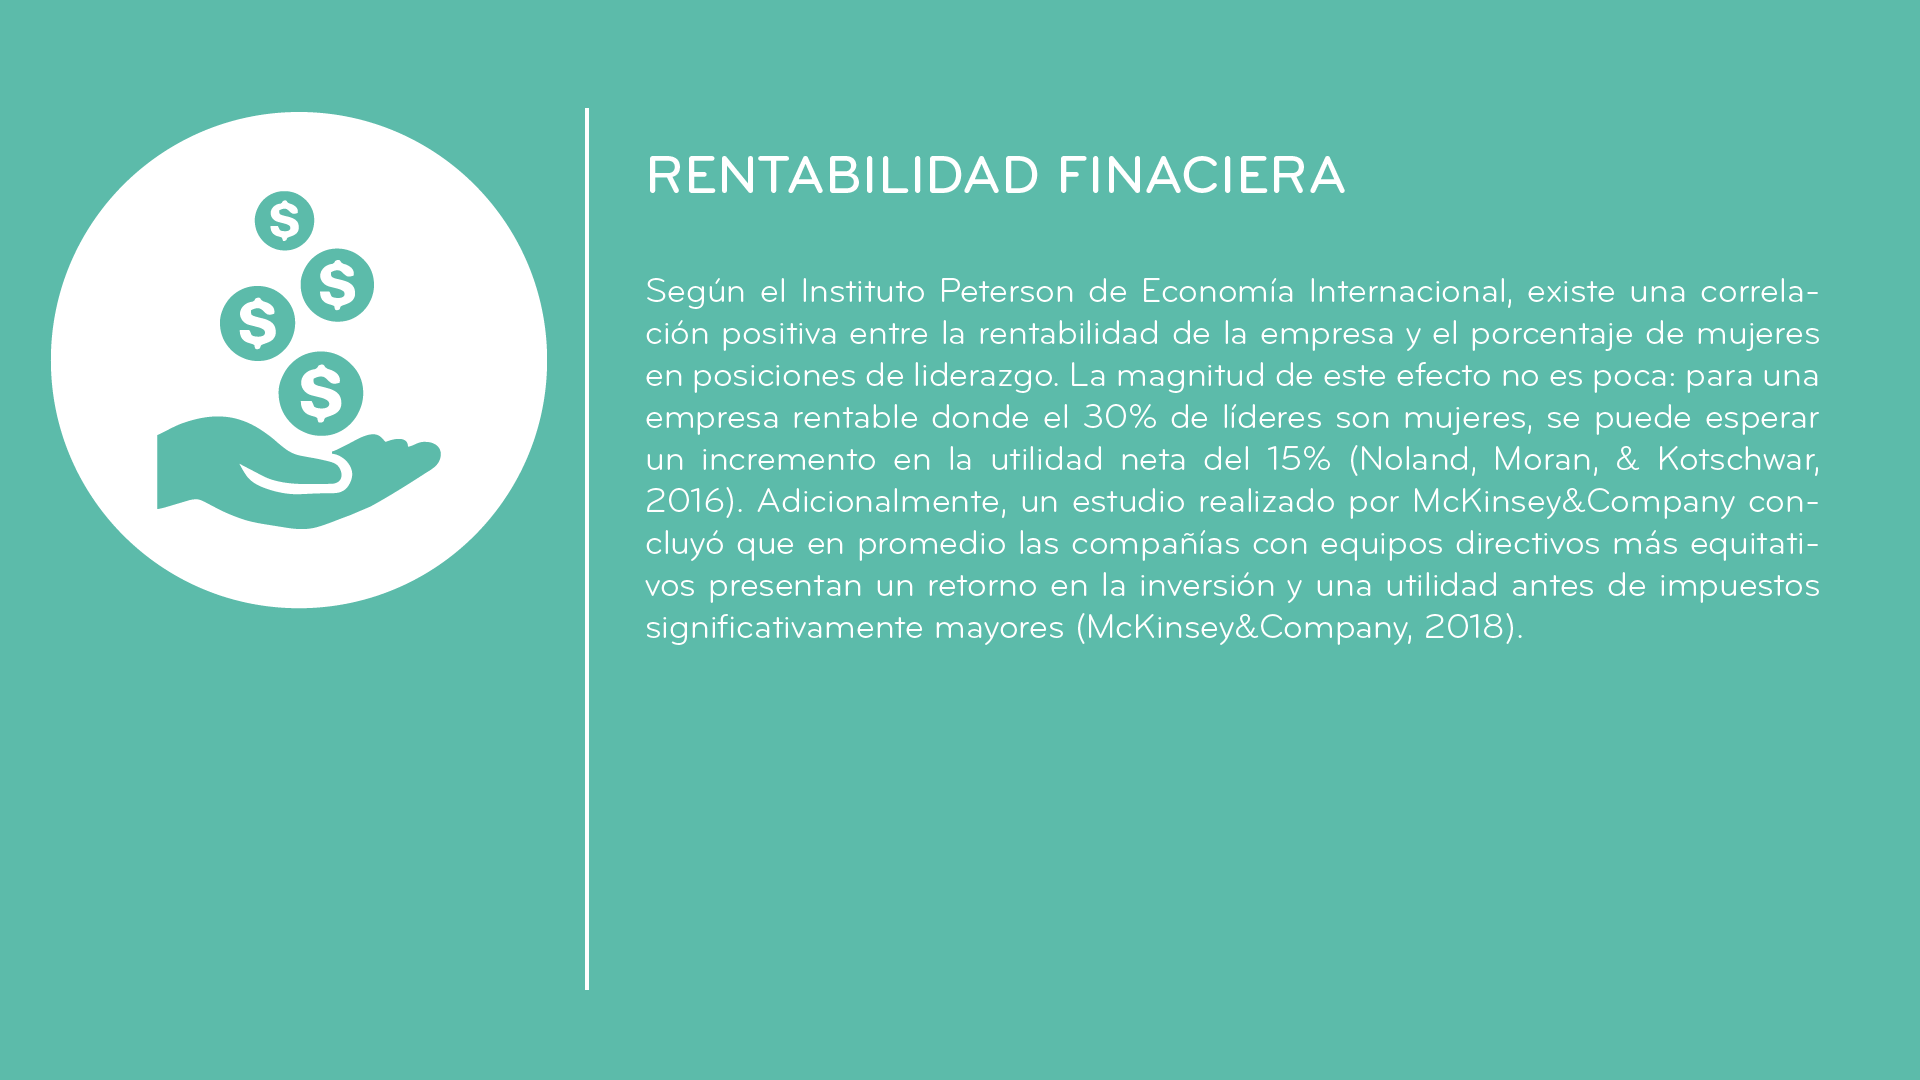 $
$
$
$
RENTABILIDAD FINACIERA
Según el Instituto Peterson de Economía Internacional, existe una correla-
ción positiva entre la rentabilidad de la empresa y el porcentaje de mujeres
en posiciones de liderazgo. La magnitud de este efecto no es poca: para una
empresa rentable donde el 30% de líderes son mujeres, se puede esperar
un incremento en la utilidad neta del 15% (Noland, Moran, & Kotschwar,
2016). Adicionalmente, un estudio realizado por McKinsey&Company con-
cluyó que en promedio las compañías con equipos directivos más equitati-
vos presentan un retorno en la inversión y una utilidad antes de impuestos
significativamente mayores (McKinsey&Company, 2018).